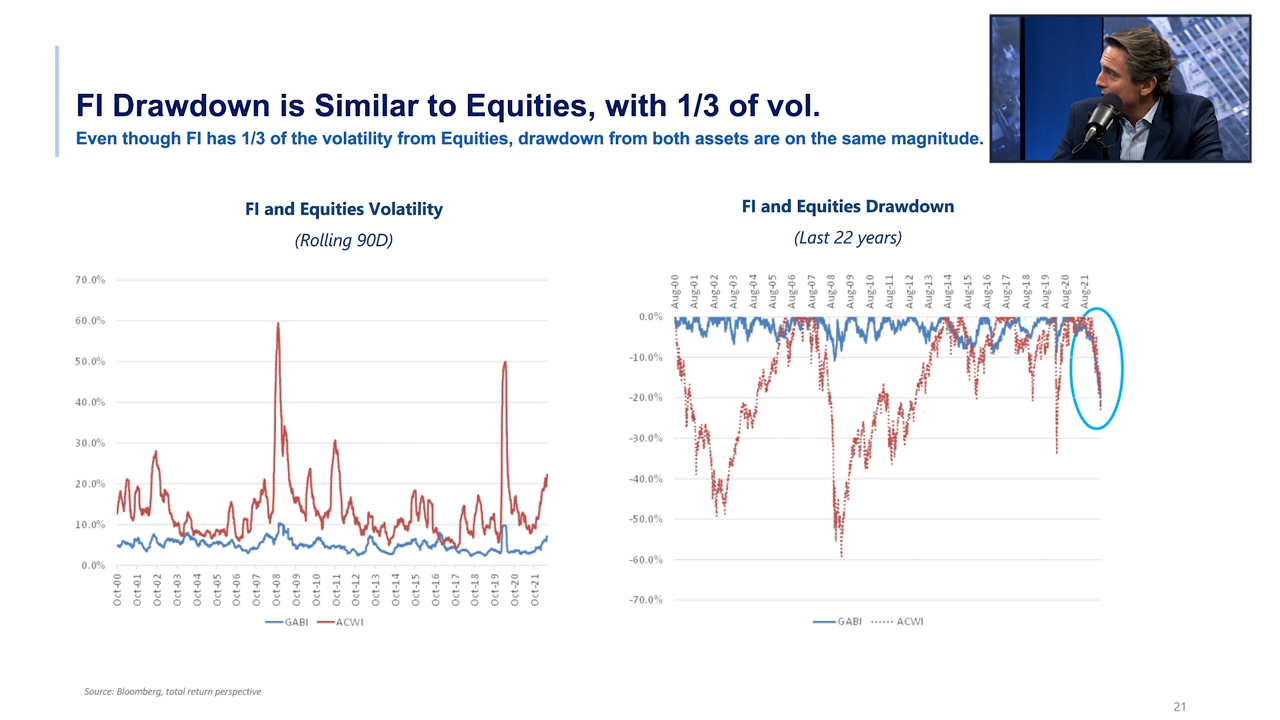 FI Drawdown is Similar to Equities, with 1/3 of vol.
Even though FI has 1/3 of the volatility from Equities, drawdown from both assets are on the same magnitude.
FI and Equities Volatility
(Rolling 90D)
70.0%
60.0%
50.0%
40.0%
30.0%
20.0%
10.0%
0.0%
Oct-00 Oct-01 Oct-02 Oct-03 Oct-04 Oct-05 Oct-06 Oct-07 Oct-08 Oct-09 Oct-10 Oct-11 Oct-12 Oct-13 Oct-14 Oct-15 Oct-16 Oct-17 Oct-18 Oct-19 Oct-20 Oct-21
GABI ACWI
FI and Equities Drawdown
(Last 22 years)
Aug-00 Aug-01 Aug-02 Aug-03 Aug-04 Aug-05 Aug-06 Aug-07 Aug-08 Aug-09 Aug-10 Aug-11 Aug-12 Aug-13 Aug-14 Aug-15 Aug-16 Aug-17 Aug-18 Aug-19 Aug-20 Aug-21
0.0%
-10.0%
-20.0%
-30.0%
-40.0%
-50.0%
-60.0%
-70.0%
GABI ACWI
Source: Bloomberg, total return perspective
21